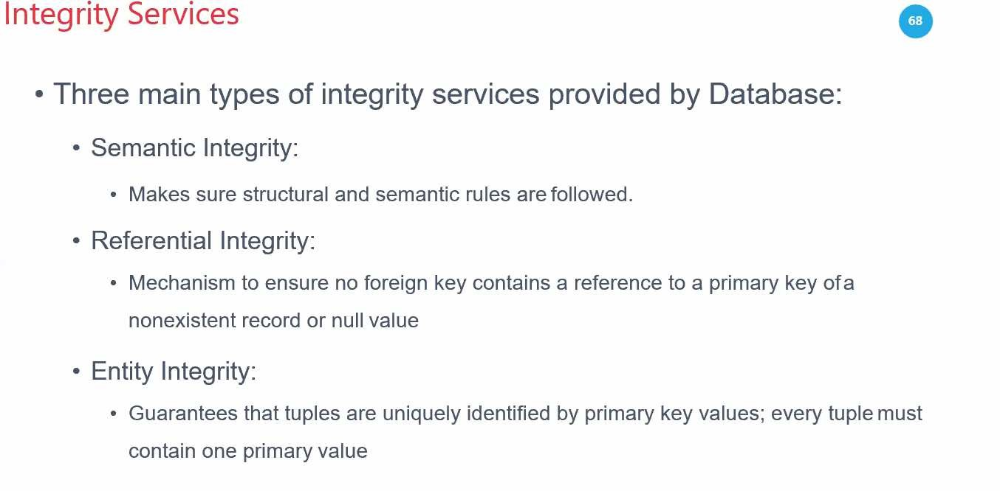 Integrity Services
68
• Three main types of integrity services provided by Database:
• Semantic Integrity:
• Makes sure structural and semantic rules are followed.
• Referential Integrity:
• Mechanism to ensure no foreign key contains a reference to a primary key of a
nonexistent record or null value
• Entity Integrity:
• Guarantees that tuples are uniquely identified by primary key values; every tuple must
contain one primary value